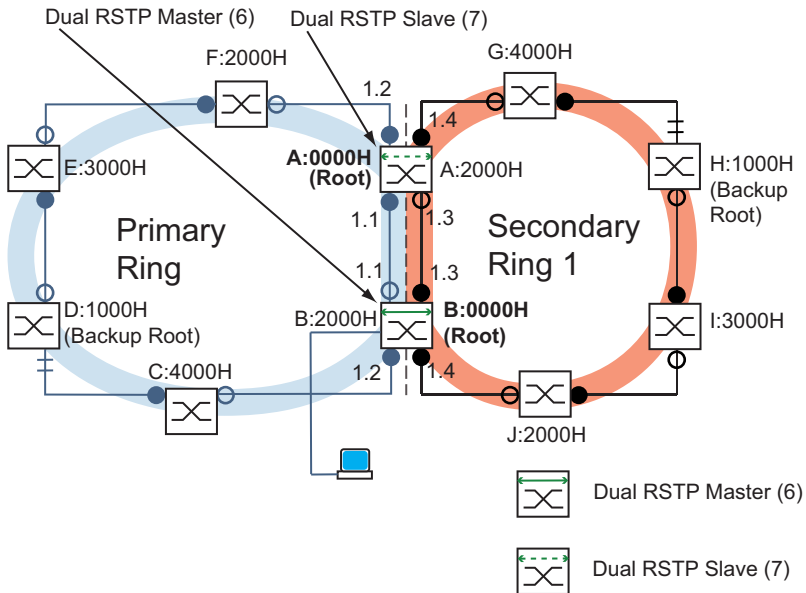 Dual RSTP Master (6)
Dual RSTP Slave (7)
F:2000H
G:4000H
1.2
1.4
E:3000H
A:0000H
(Root)
A:2000H
H:1000H
(Backup
Root)
1.1
1.3
Primary
Ring
Secondary
Ring 1
1.1
1.3
D:1000H
(Backup Root)
B:2000H
B:0000H
(Root)
I:3000H
C:4000H
1.2
1.4
J:2000H
Dual RSTP Master (6)
Dual RSTP Slave (7)